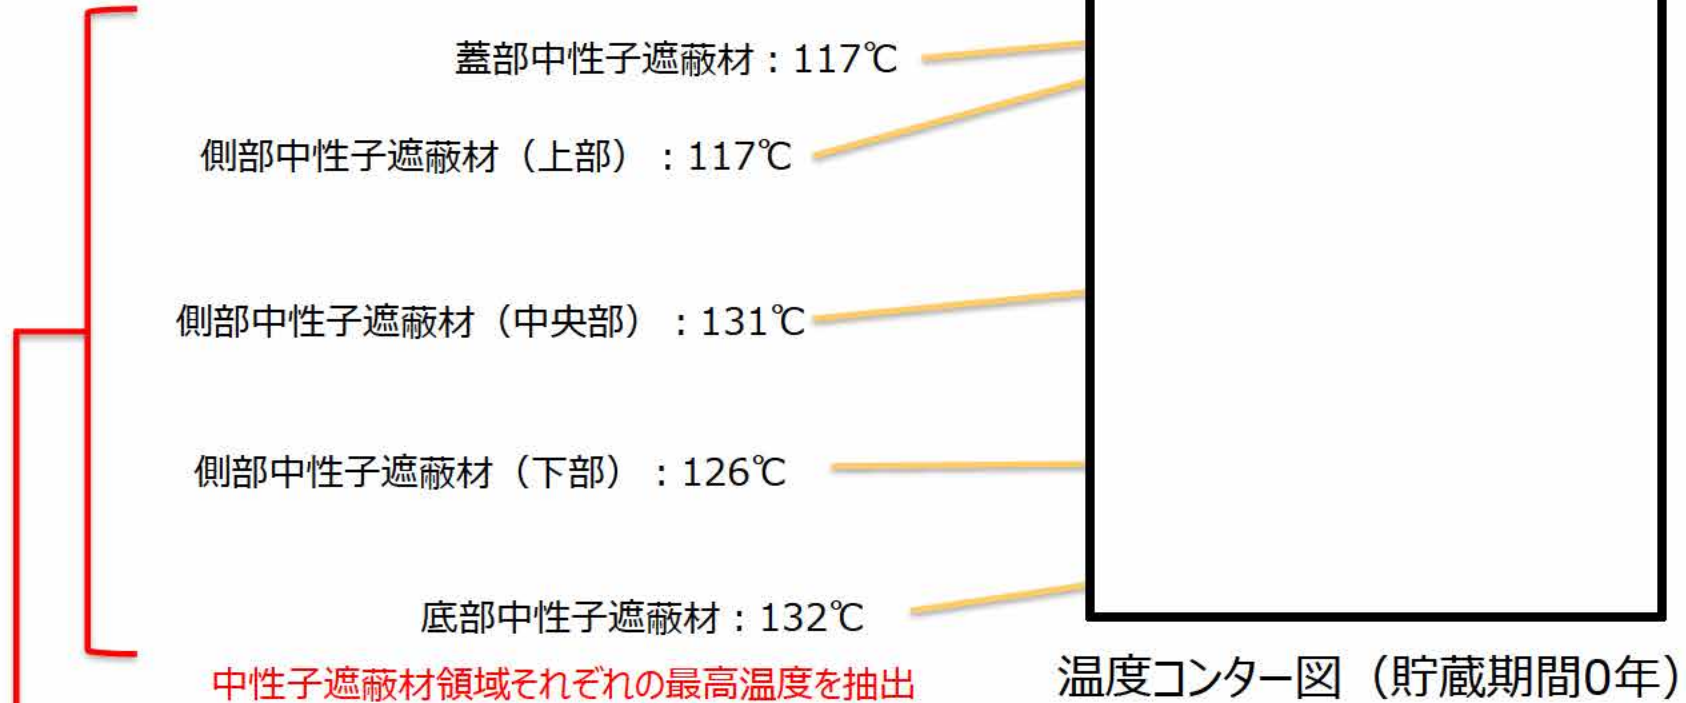 蓋部中性子遮蔽材：117℃
側部中性子遮蔽材（上部）：117℃
側部中性子遮蔽材（中央部）：131℃
側部中性子遮蔽材（下部）：126℃
底部中性子遮蔽材：132℃
中性子遮蔽材領域それぞれの最高温度を抽出
温度コンター図（貯蔵期間0年）